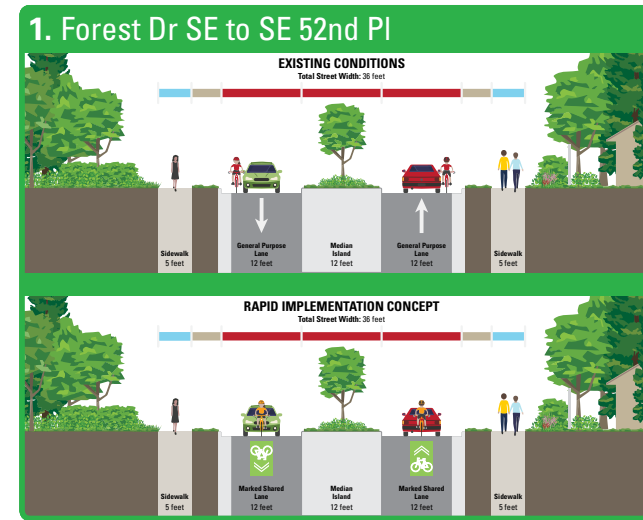 1. Forest Dr SE to SE 52nd Pl
EXISTING CONDITIONS
Total Street Width: 36 feet
Sidewalk
5 feet
General Purpose
Lane
12 feet
Median
Island
12 feet
General Purpose
Lane
12 feet
Sidewalk
5 feet
RAPID IMPLEMENTATION CONCEPT
Total Street Width: 36 feet
Sidewalk
5 feet
Marked Shared
Lane
12 feet
Median
Island
12 feet
Marked Shared
Lane
12 feet
Sidewalk
5 feet